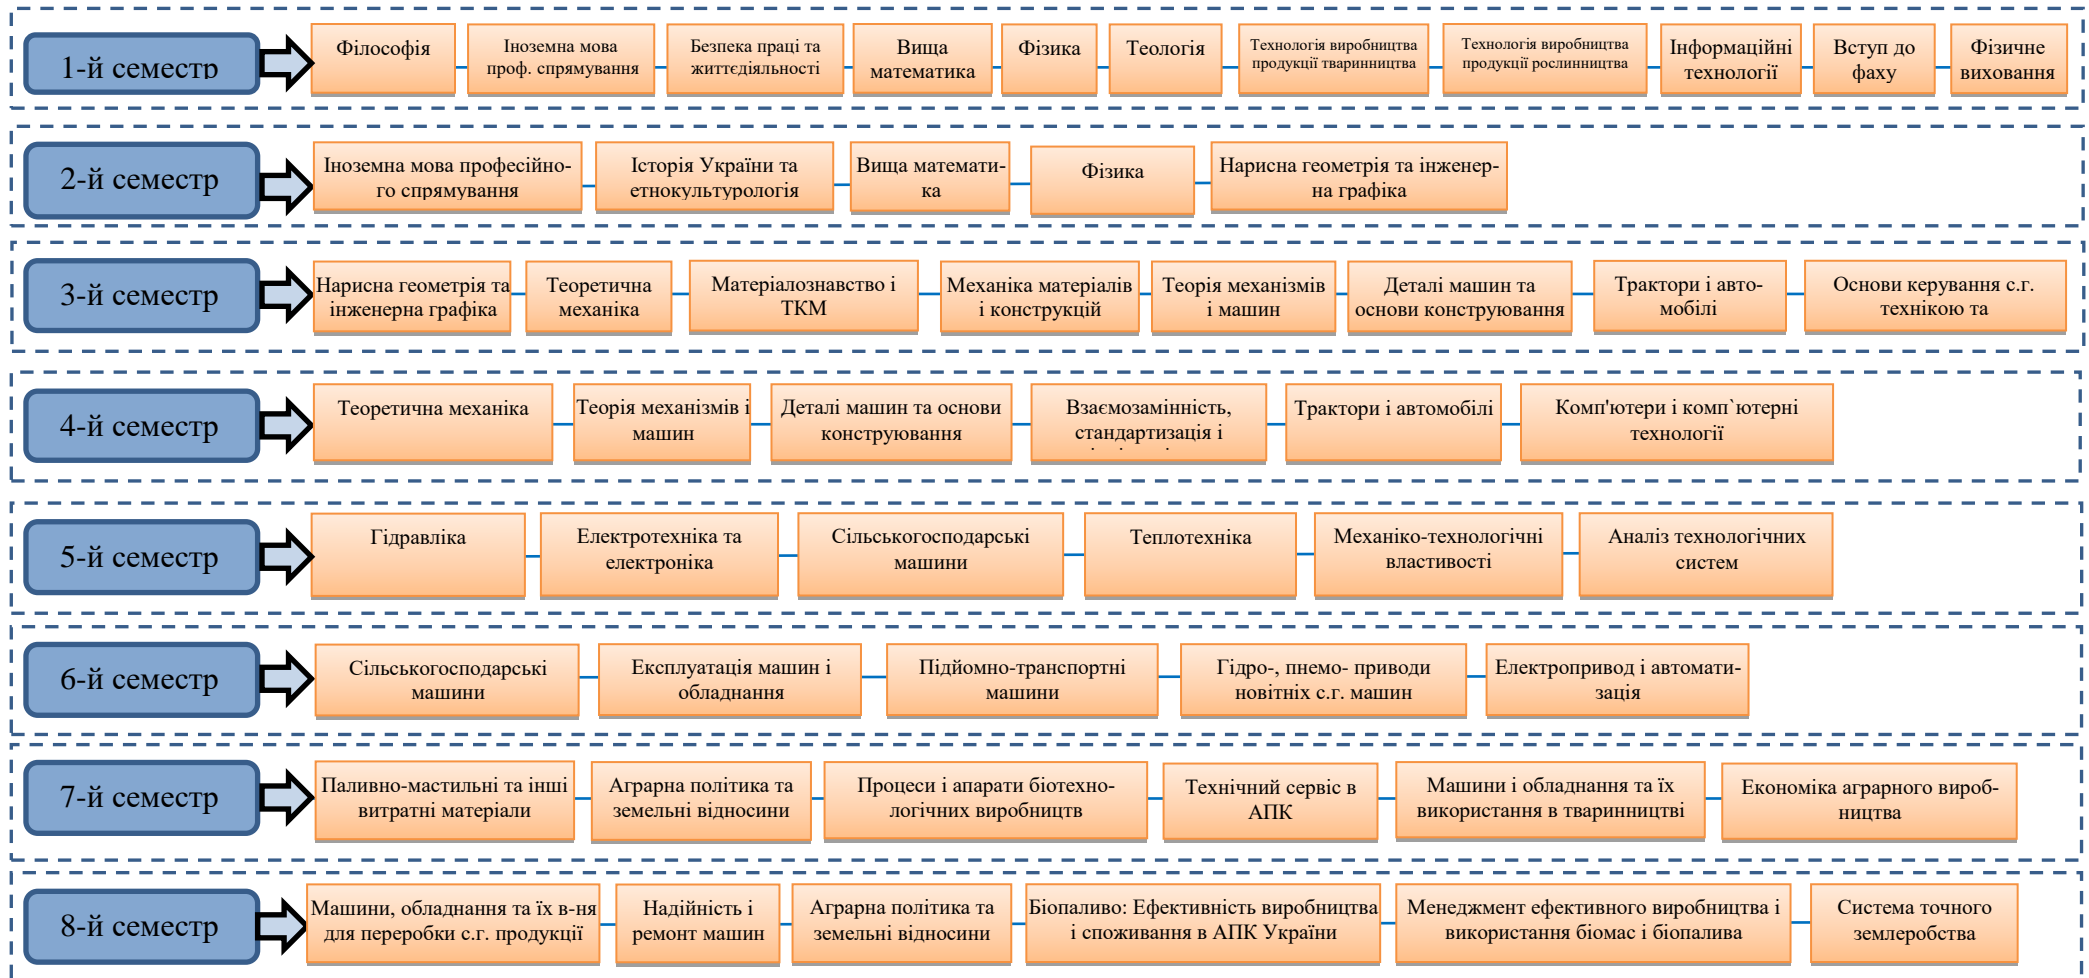 1-й семестр
Філософія
Іноземна мова
проф. спрямування
Безпека праці та
життєдіяльності
Вища
математика
Фізика
Теологія
Технологія виробництва
продукції тваринництва
Технологія виробництва
продукції рослинництва
Інформаційні
технології
Вступ до
фаху
Фізичне
виховання
2-й семестр
Іноземна мова професійно-
го спрямування
Історія України та
етнокультурологія
Вища математи-
ка
Фізика
Нарисна геометрія та інженер-
на графіка
3-й семестр
Нарисна геометрія та
інженерна графіка
Теоретична
механіка
Матеріалознавство і
ТКМ
Механіка матеріалів
і конструкцій
Теорія механізмів
і машин
Деталі машин та
основи конструювання
Трактори і авто-
мобілі
Основи керування с.г.
технікою та
4-й семестр
Теоретична механіка
Теорія механізмів і
машин
Деталі машин та основи
конструювання
Взаємозамінність,
стандартизація і
Трактори і автомобілі
Комп'ютери і комп`ютерні
технології
5-й семестр
Гідравліка
Електротехніка та
електроніка
Сільськогосподарські
машини
Теплотехніка
Механіко-технологічні
властивості
Аналіз технологічних
систем
6-й семестр
Сільськогосподарські
машини
Експлуатація машин і
обладнання
Підйомно-транспортні
машини
Гідро-, пнемо- приводи
новітніх с.г. машин
Електропривод і автомати-
зація
7-й семестр
Паливно-мастильні та інші
витратні матеріали
Аграрна політика та
земельні відносини
Процеси і апарати біотехно-
логічних виробництв
Технічний сервіс в
АПК
Машини і обладнання та їх
використання в тваринництві
Економіка аграрного вироб-
ництва
8-й семестр
Машини, обладнання та їх в-ня
для переробки с.г. продукції
Надійність і
ремонт машин
Аграрна політика та
земельні відносини
Біопаливо: Ефективність виробництва
і споживання в АПК України
Менеджмент ефективного виробництва і
використання біомас і біопалива
Система точного
землеробства